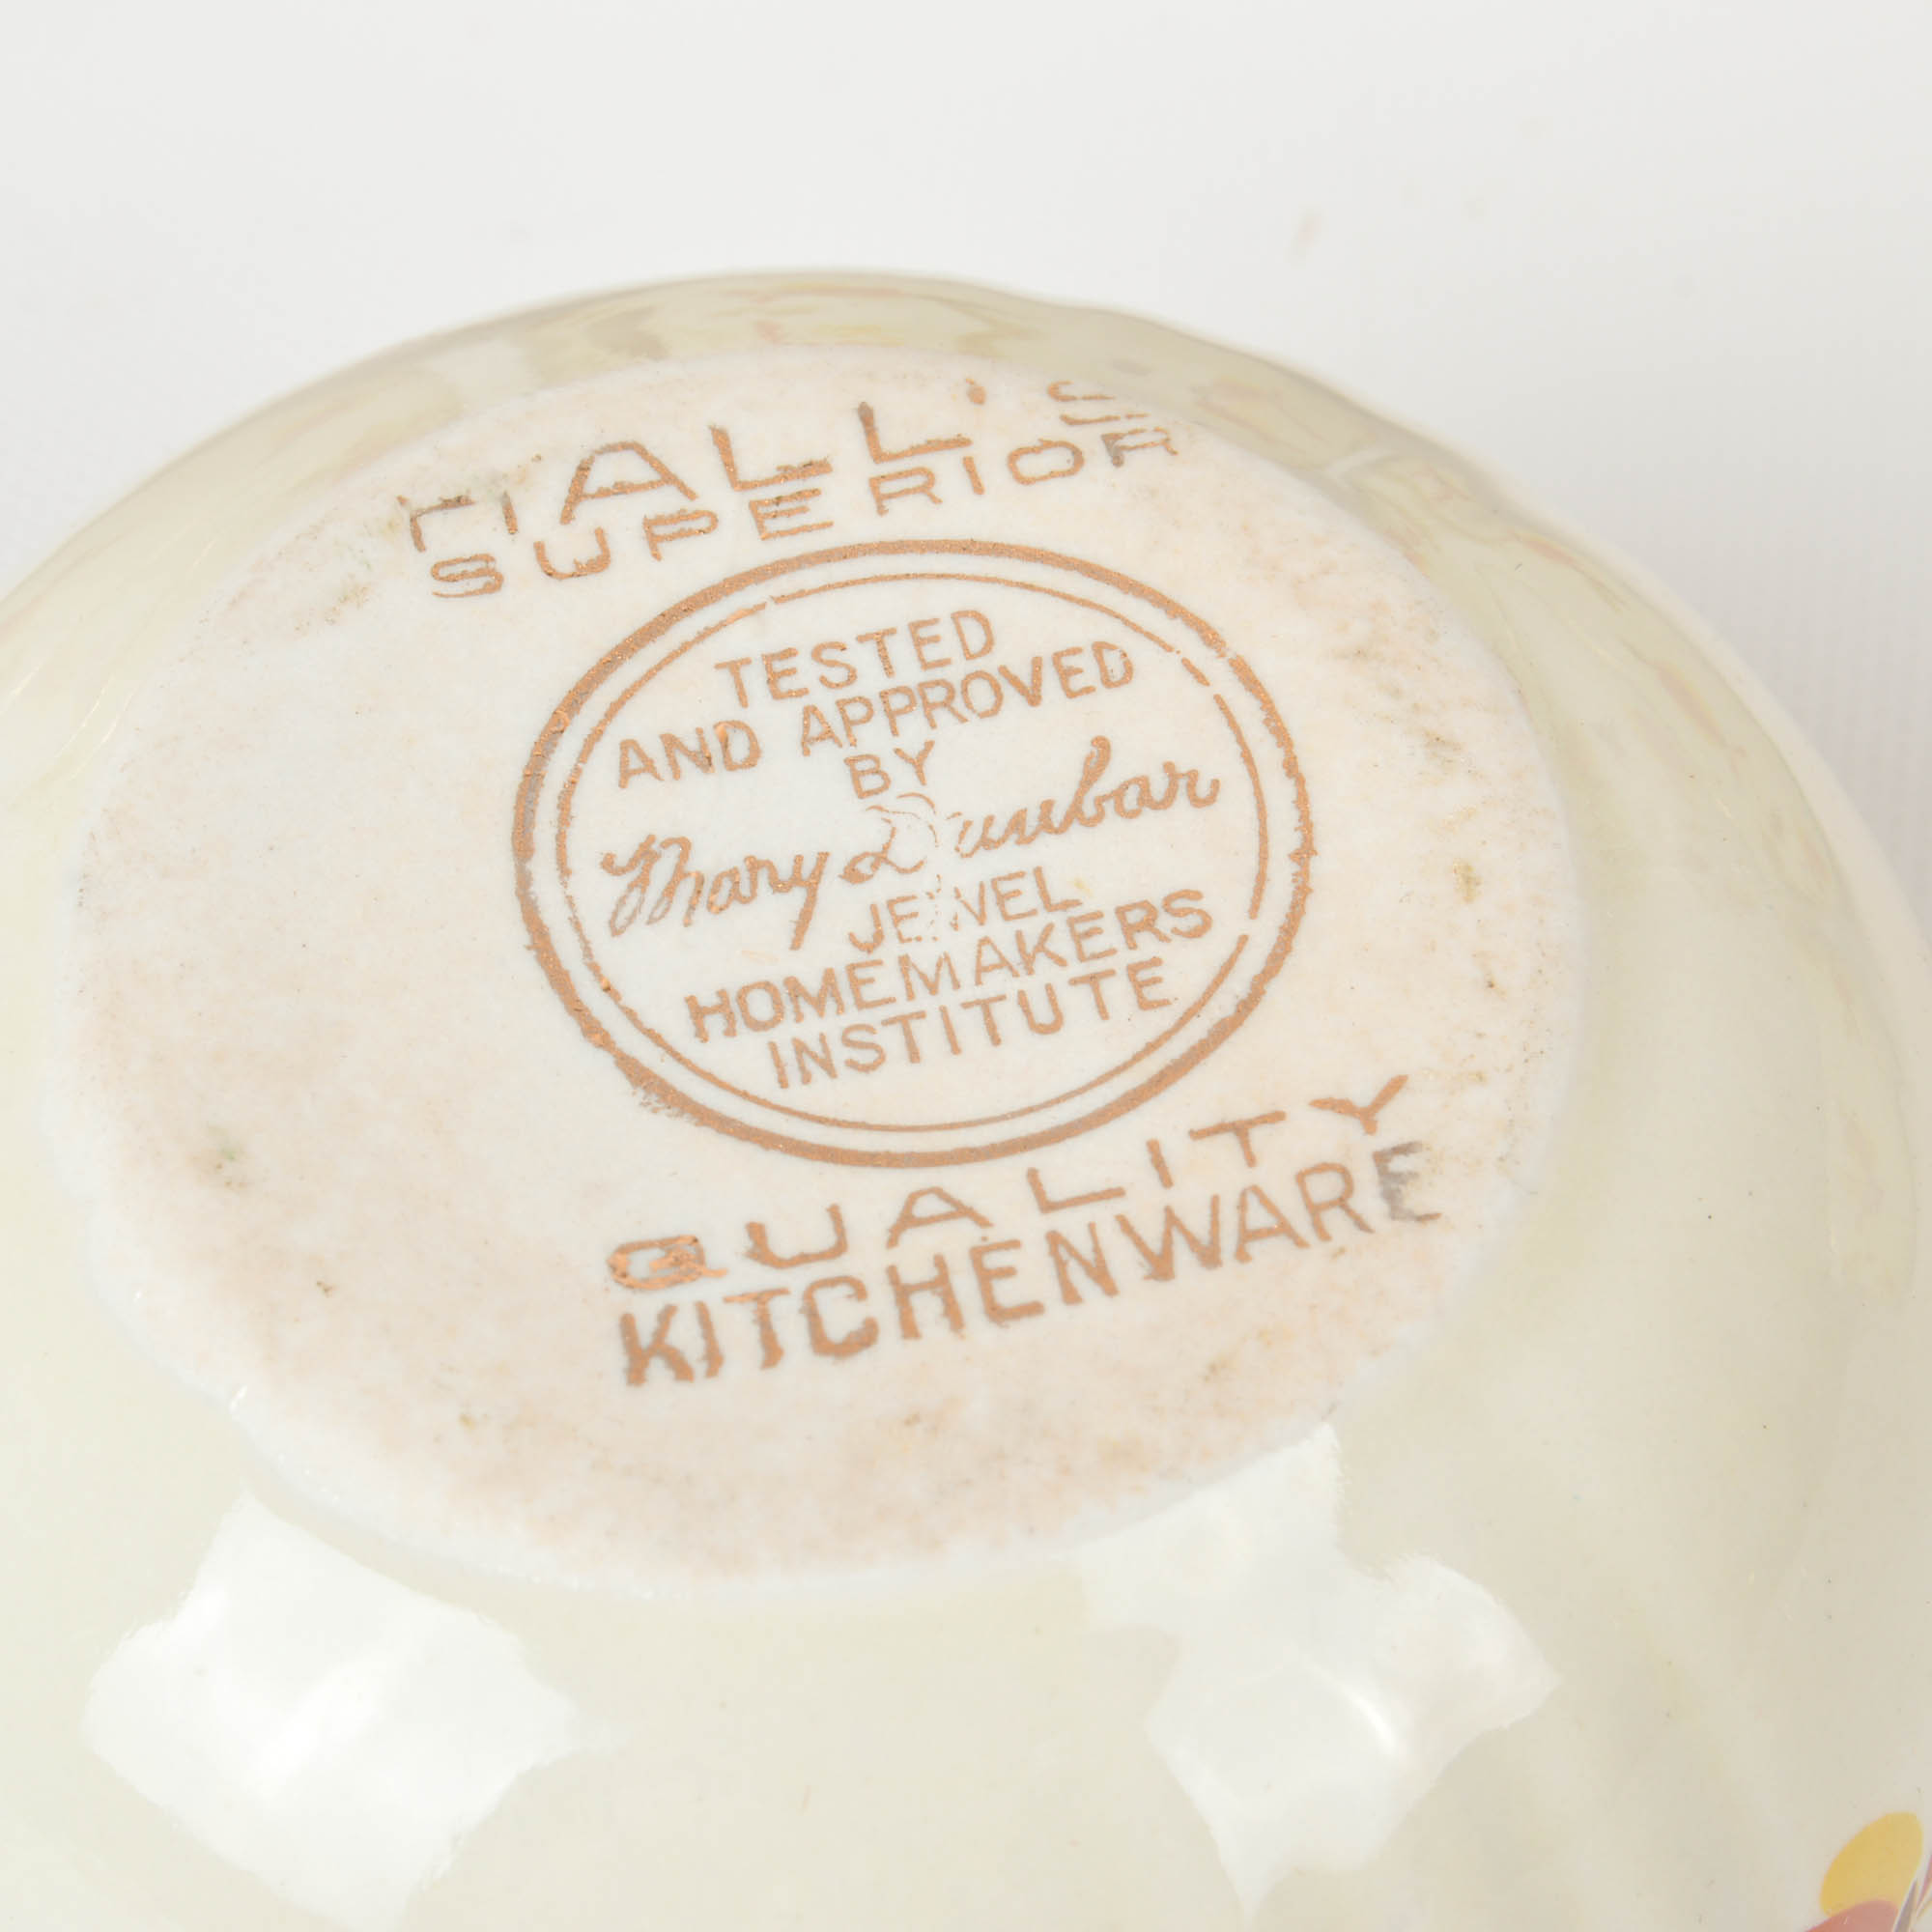 HALL'S
SUPERIOR
TESTED
AND APPROVED
BY
Mary Dunbar
JEWEL
HOMEMAKERS
INSTITUTE
QUALITY
KITCHENWARE